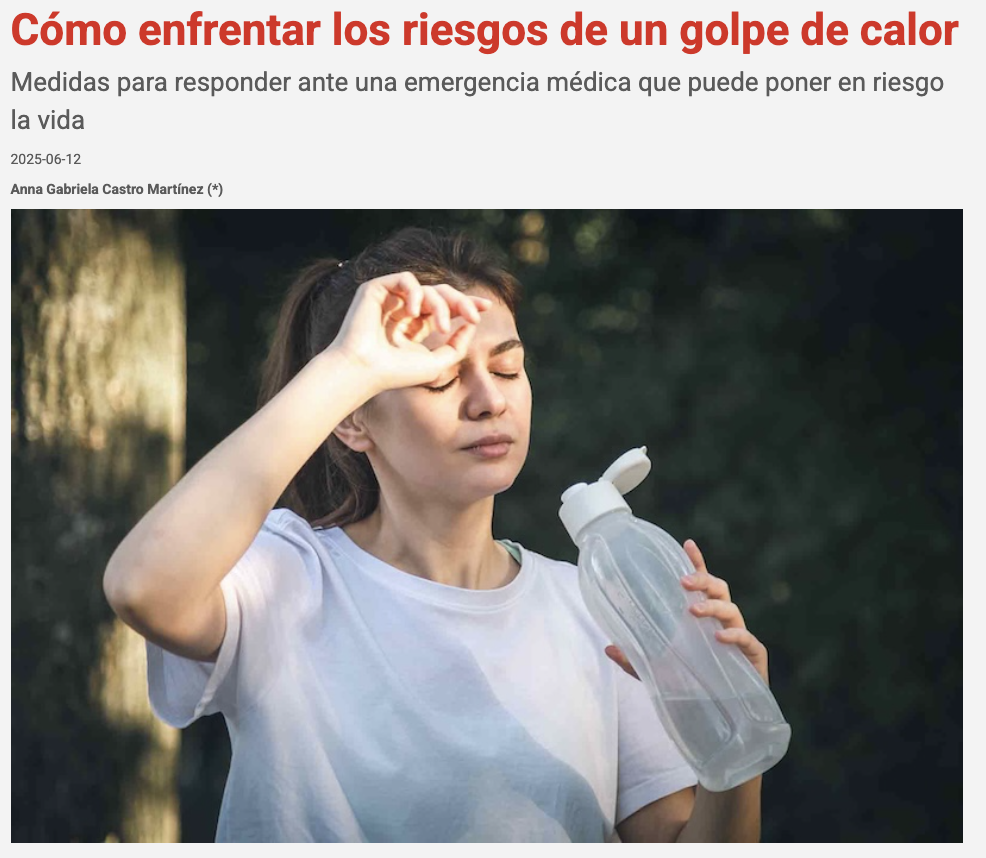 Cómo enfrentar los riesgos de un golpe de calor
Medidas para responder ante una emergencia médica que puede poner en riesgo
la vida
2025-06-12
Anna Gabriela Castro Martínez (*)